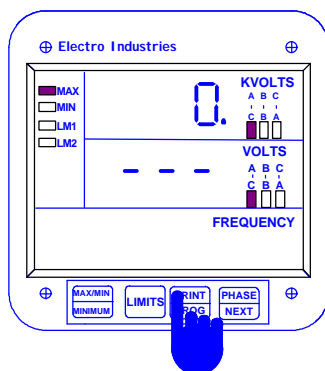 Electro Industries
MAX
MIN
LM1
LM2
0.
KVOLTS
A B C
C B A
- - -
VOLTS
A B C
C B A
FREQUENCY
MAX/MIN
MINIMUM
LIMITS
PRINT
PROG
PHASE
NEXT